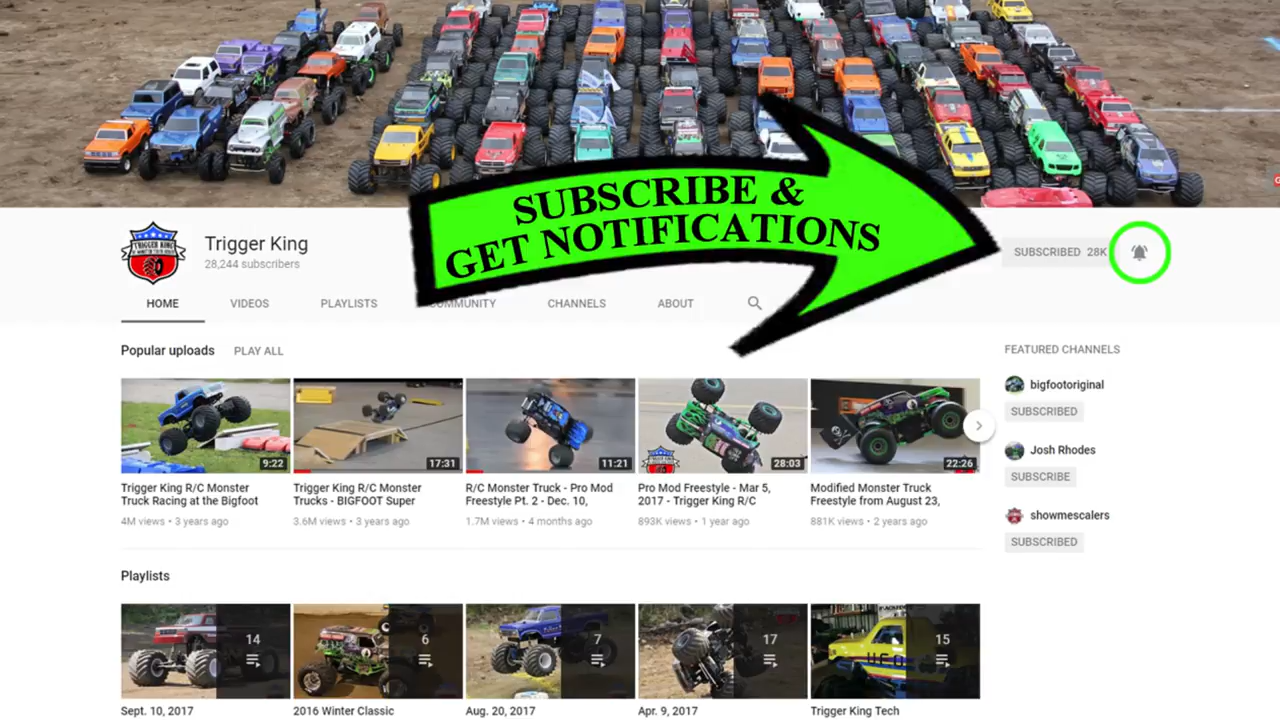 SUBSCRIBE &
GET NOTIFICATIONS
TRIGGER KING
Trigger King
28,244 subscribers
SUBSCRIBED 28K
HOME
VIDEOS
PLAYLISTS
OMMUNITY
CHANNELS
ABOUT
Popular uploads
PLAY ALL
9:22
17:31
11:21
28:03
22:26
Trigger King R/C Monster
Truck Racing at the Bigfoot
4M views • 3 years ago
Trigger King R/C Monster
Trucks - BIGFOOT Super
3.6M views • 3 years ago
R/C Monster Truck - Pro Mod
Freestyle Pt. 2 - Dec. 10,
1.7M views • 4 months ago
Pro Mod Freestyle - Mar 5,
2017 - Trigger King R/C
893K views • 1 year ago
Modified Monster Truck
Freestyle from August 23,
881K views • 2 years ago
FEATURED CHANNELS
bigfootoriginal
SUBSCRIBED
Josh Rhodes
SUBSCRIBE
showmescalers
SUBSCRIBED
Playlists
14
6
7
17
15
UFO
Sept. 10, 2017
2016 Winter Classic
Aug. 20, 2017
Apr. 9, 2017
Trigger King Tech